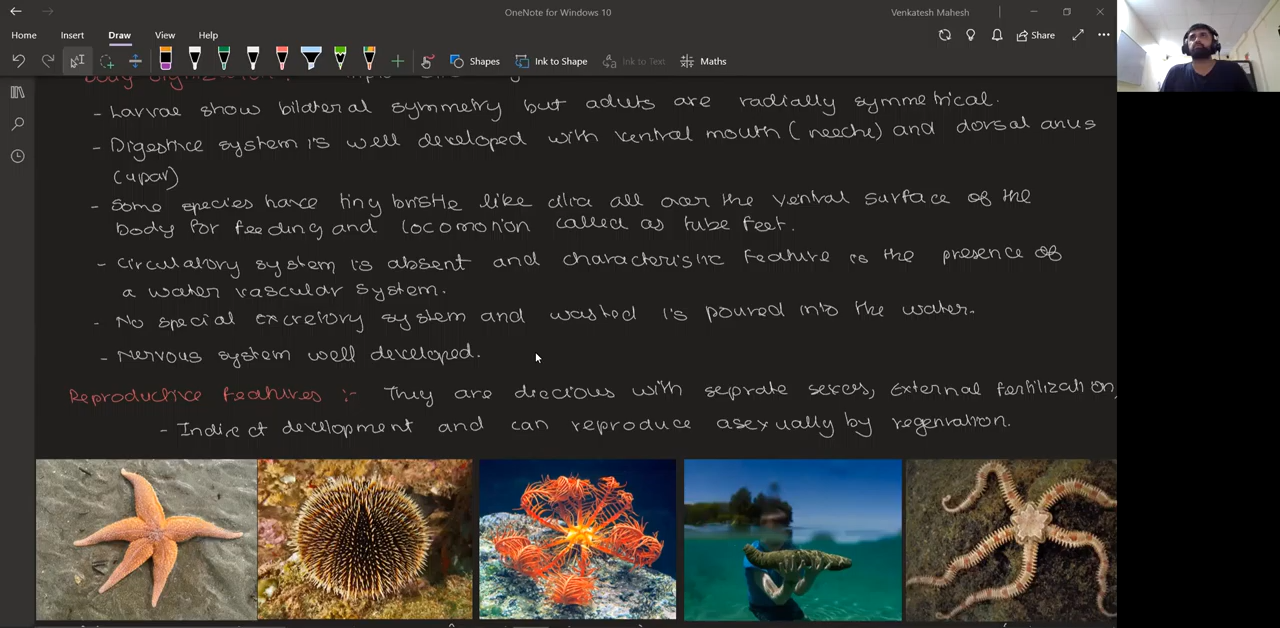 OneNote for Windows 10
Venkatesh Mahesh
Home Insert Draw View Help
Share
Shapes Ink to Shape Ink to Text Maths
- Larvae show bilateral symmetry but adults are radially symmetrical.
- Digestive system is well developed with ventral mouth (neeche) and dorsal anus
(upar)
- Some species have tiny bristle like cilia all over the ventral surface of the
body for feeding and locomotion called as tube feet.
- Circulatory system is absent and characteristic feature is the presence of
a water vascular system.
- No special excretory system and wasted is poured into the water.
- Nervous system well developed.
Reproductive features :- They are diecious with seprate sexes, External fertilization,
- Indirect development and can reproduce asexually by regenration.